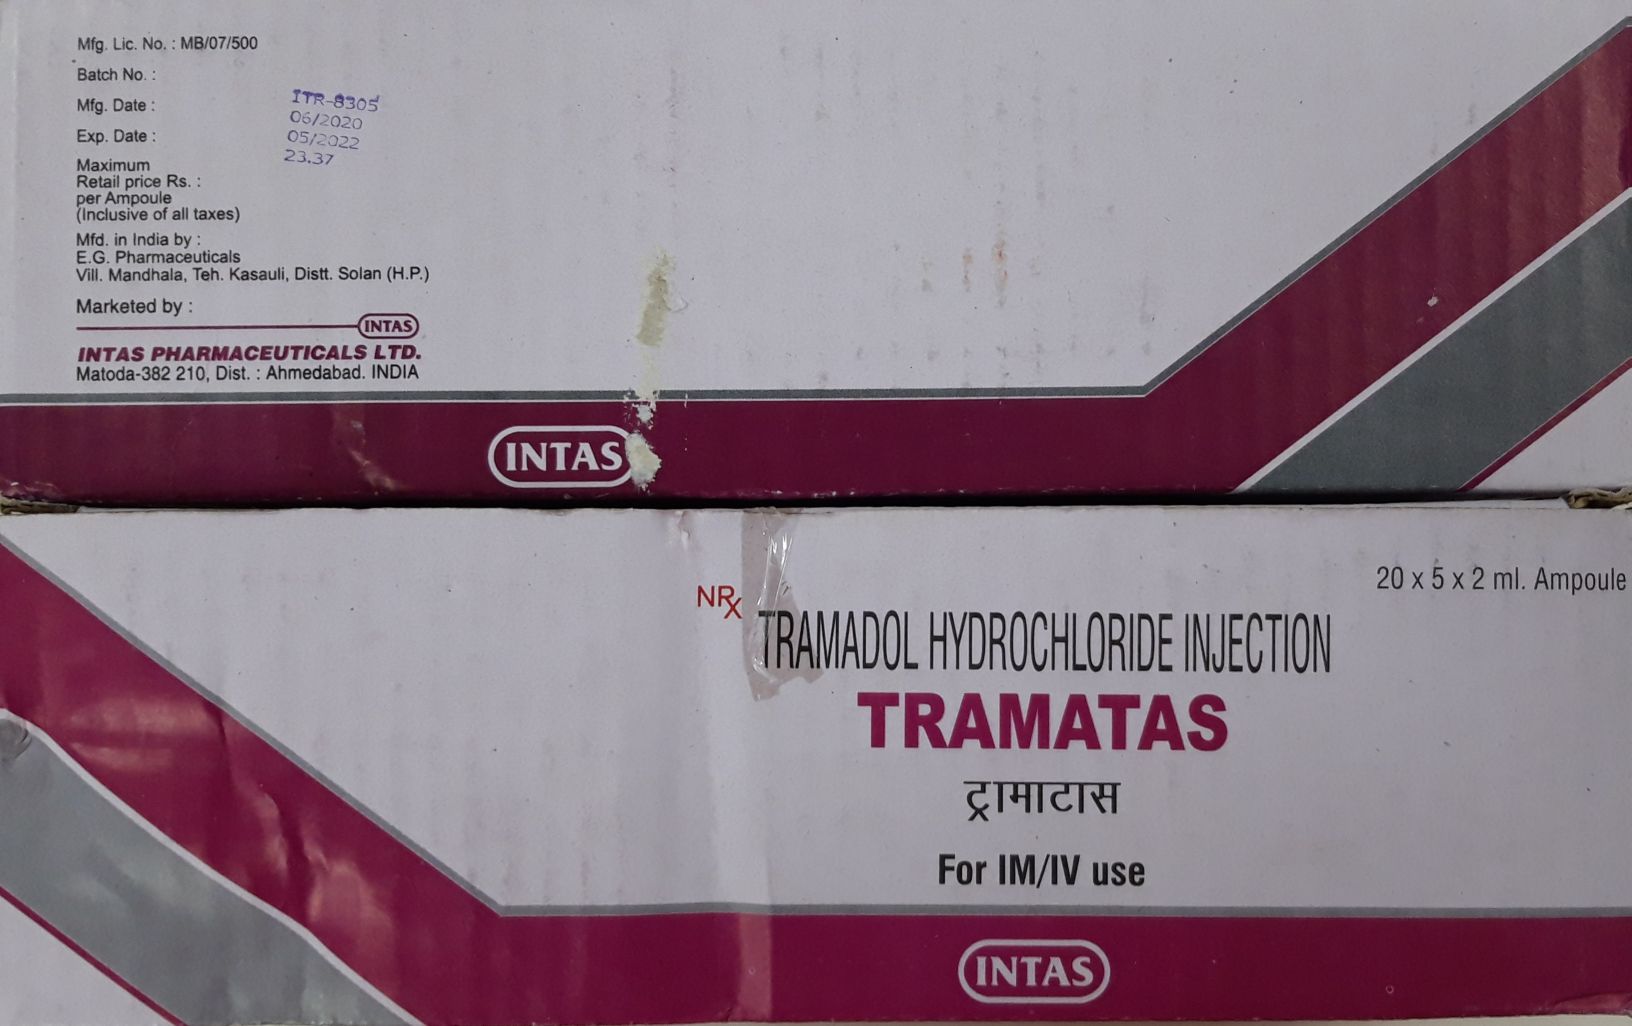 Mfg. Lic. No. : MB/07/500
Batch No. :
ITR-8305
Mfg. Date :
06/2020
Exp. Date :
05/2022
23.37
Maximum
Retail price Rs. :
per Ampoule
(Inclusive of all taxes)
Mfd. in India by :
E.G. Pharmaceuticals
Vill. Mandhala, Teh. Kasauli, Distt. Solan (H.P.)
Marketed by :
INTAS
INTAS PHARMACEUTICALS LTD.
Matoda-382 210, Dist. : Ahmedabad. INDIA
INTAS
20 x 5 x 2 ml. Ampoule
NRx
TRAMADOL HYDROCHLORIDE INJECTION
TRAMATAS
ट्रामाटास
For IM/IV use
INTAS